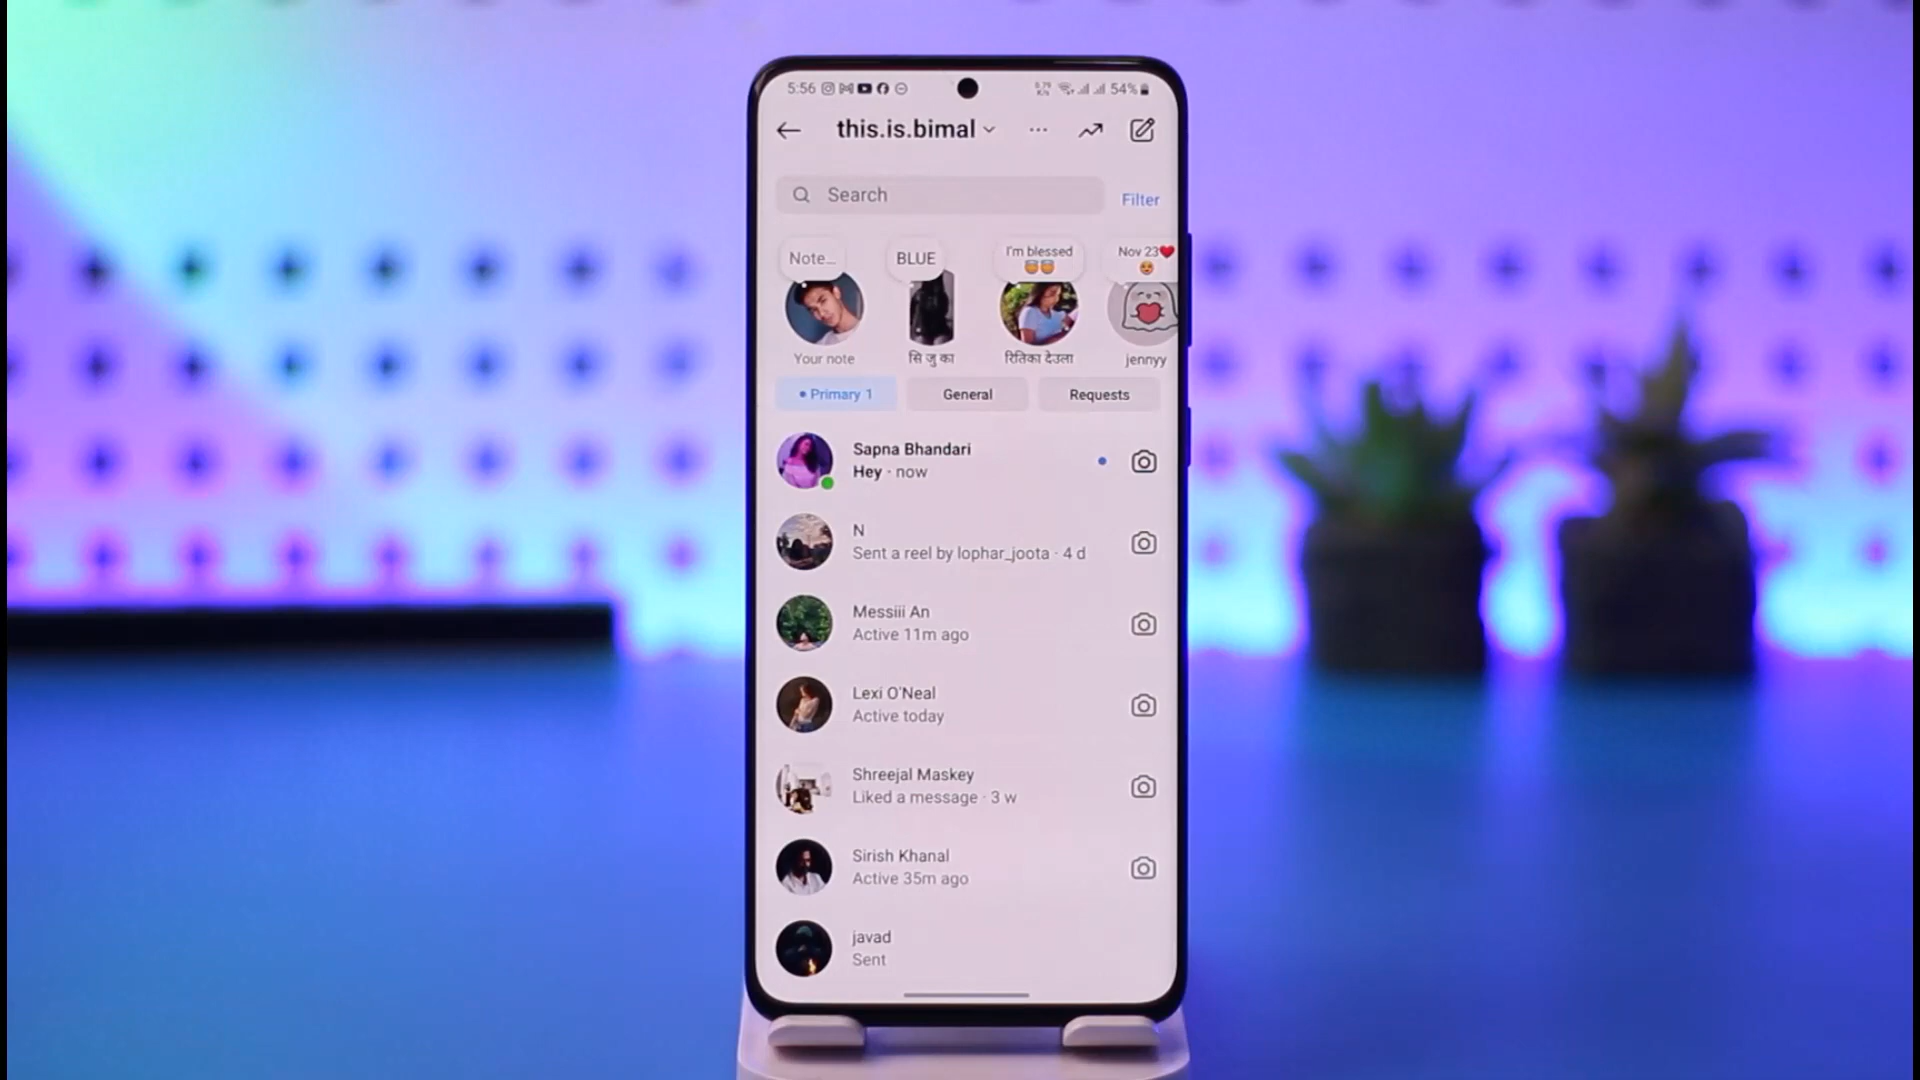 5:56 54%
this.is.bimal
Search
Filter
Note...
BLUE
I'm blessed
😇😇
Nov 23❤️
😍
Your note
सि जु का
रितिका देउला
jennyy
Primary 1
General
Requests
Sapna Bhandari
Hey · now
N
Sent a reel by lophar_joota · 4 d
Messiii An
Active 11m ago
Lexi O'Neal
Active today
Shreejal Maskey
Liked a message · 3 w
Sirish Khanal
Active 35m ago
javad
Sent